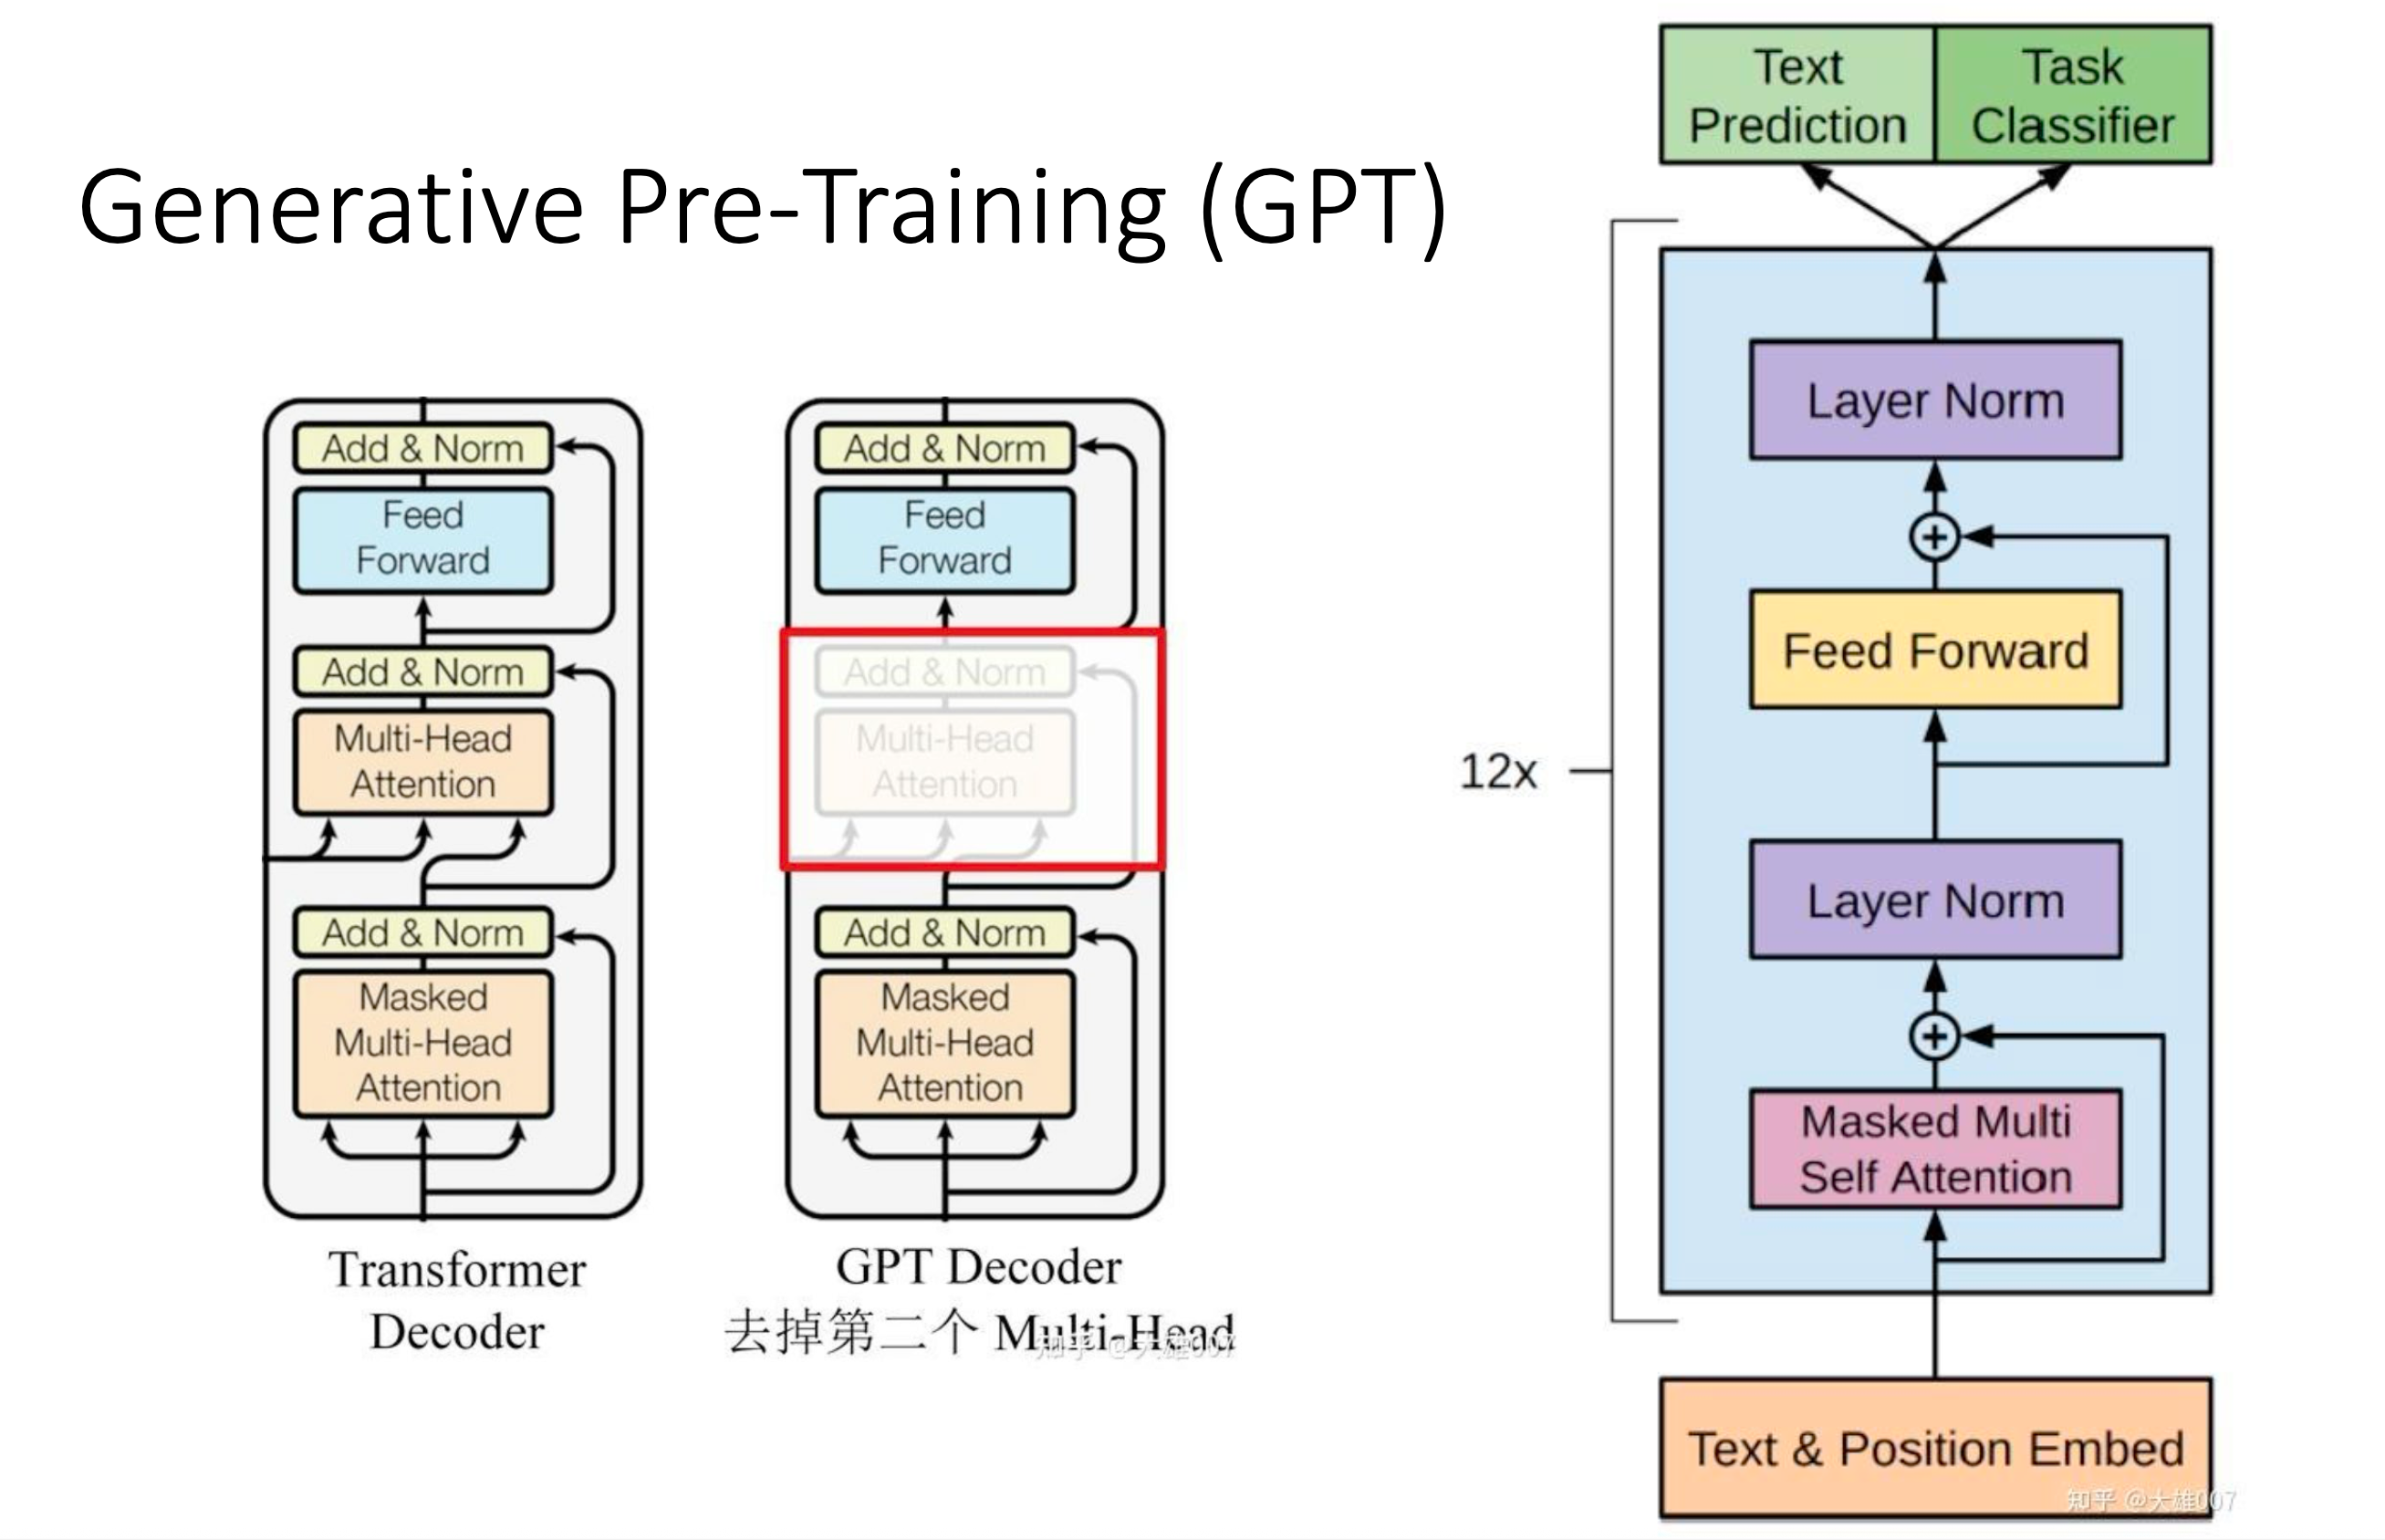 Generative Pre-Training (GPT)
Add & Norm
Feed
Forward
Add & Norm
Multi-Head
Attention
Add & Norm
Masked
Multi-Head
Attention
Transformer
Decoder
Add & Norm
Feed
Forward
Add & Norm
Multi-Head
Attention
Add & Norm
Masked
Multi-Head
Attention
GPT Decoder
去掉第二个 Multi-Head
知乎 @大雄007
Text
Prediction
Task
Classifier
12x
Layer Norm
Feed Forward
Layer Norm
Masked Multi
Self Attention
Text & Position Embed
知乎 @大雄007